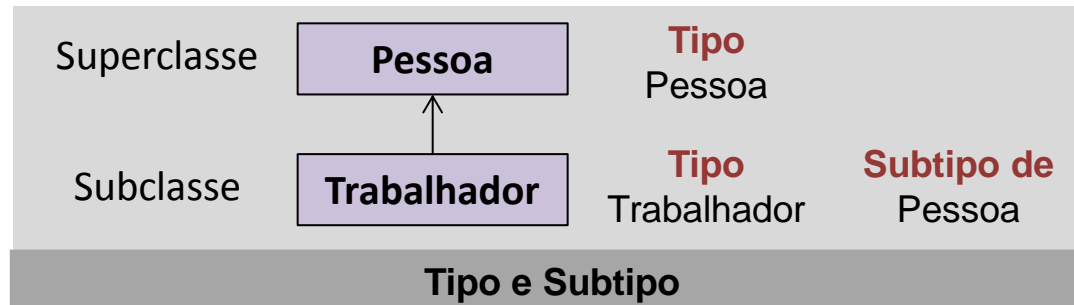 Superclasse
Pessoa
Tipo
Pessoa
Subclasse
Trabalhador
Tipo
Trabalhador
Subtipo de
Pessoa
Tipo e Subtipo